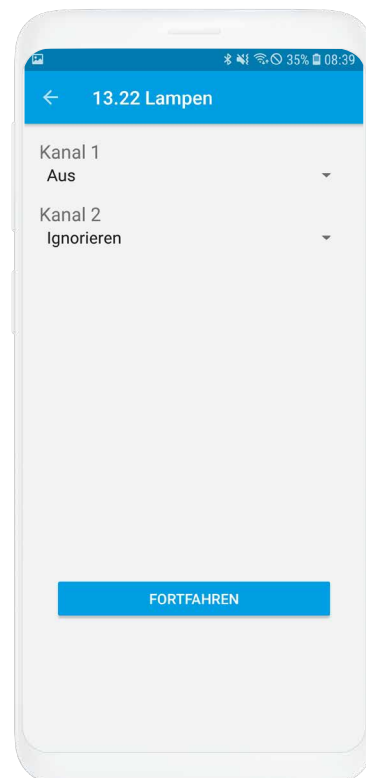 35% 08:39
13.22 Lampen
Kanal 1
Aus
Kanal 2
Ignorieren
FORTFAHREN